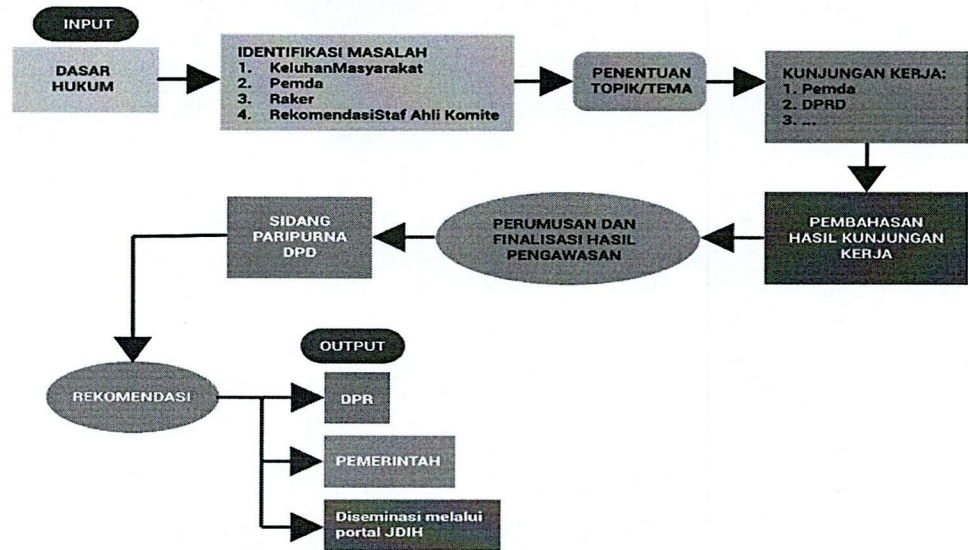 INPUT
DASAR
HUKUM
IDENTIFIKASI MASALAH
1. KeluhanMasyarakat
2. Pemda
3. Raker
4. RekomendasiStaf Ahli Komite
PENENTUAN
TOPIK/TEMA
KUNJUNGAN KERJA:
1. Pemda
2. DPRD
3. ...
PEMBAHASAN
HASIL KUNJUNGAN
KERJA
PERUMUSAN DAN
FINALISASI HASIL
PENGAWASAN
SIDANG
PARIPURNA
DPD
REKOMENDASI
OUTPUT
DPR
PEMERINTAH
Diseminasi melalui
portal JDIH